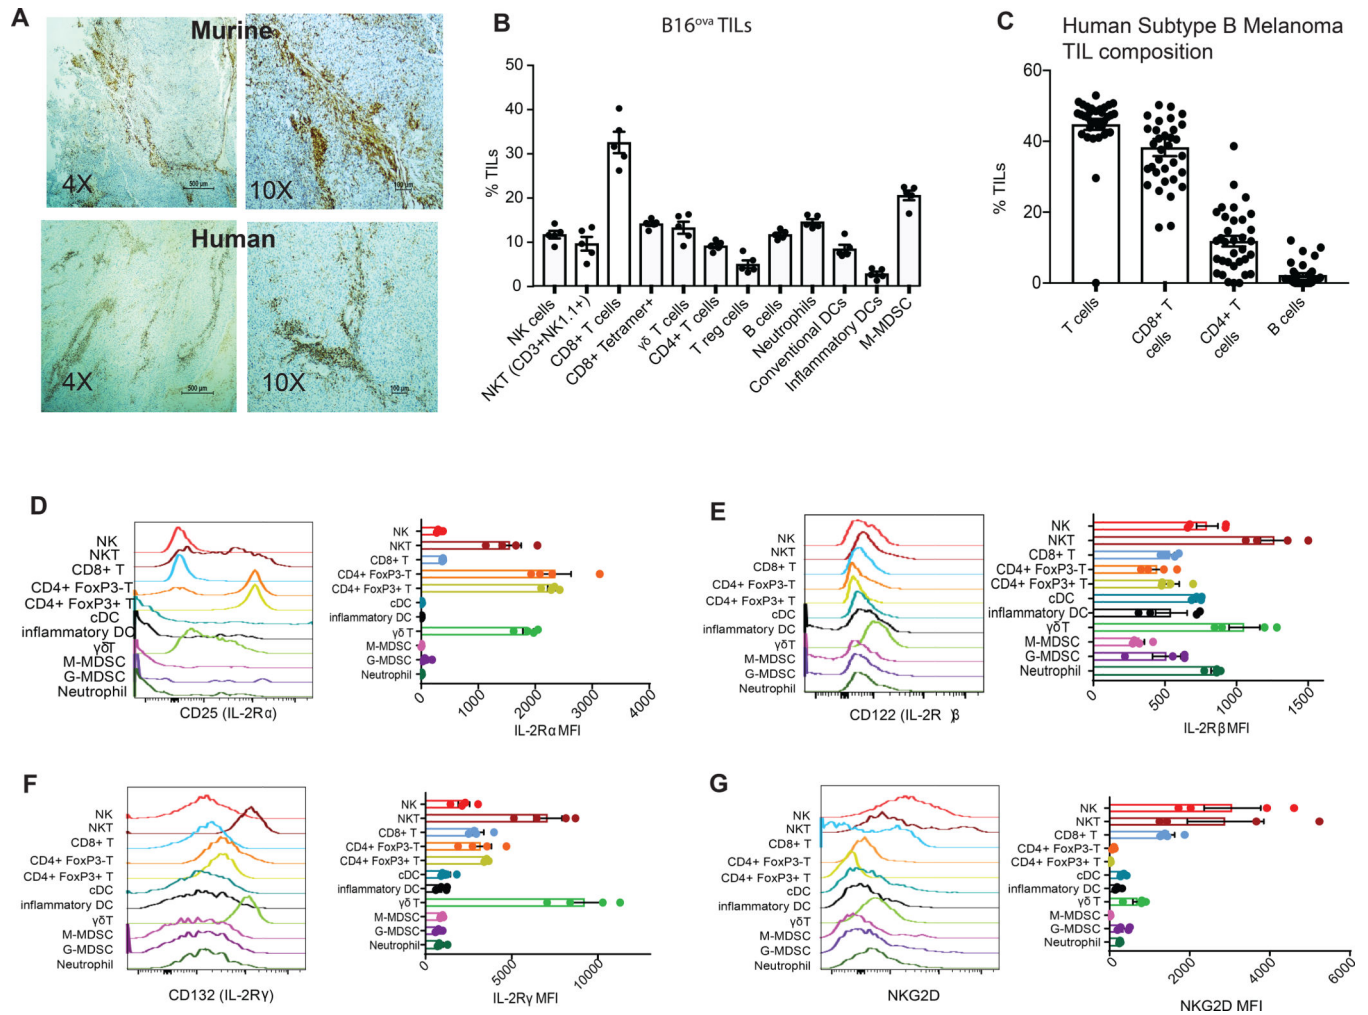 A
Murine
4X
500 µm
10X
100 µm
Human
4X
500 µm
10X
100 µm
B
B16ova TILs
% TILs
50
40
30
20
10
0
NK cells
NKT (CD3+NK1.1+)
CD8+ T cells
CD8+ Tetramer+
γδ T cells
CD4+ T cells
T reg cells
B cells
Neutrophils
Conventional DCs
Inflammatory DCs
M-MDSC
C
Human Subtype B Melanoma
TIL composition
% TILs
60
40
20
0
T cells
CD8+ T
cells
CD4+ T
cells
B cells
D
NK
NKT
CD8+ T
CD4+ FoxP3-T
CD4+ FoxP3+ T
cDC
inflammatory DC
γδT
M-MDSC
G-MDSC
Neutrophil
CD25 (IL-2Rα)
NK
NKT
CD8+ T
CD4+ FoxP3-T
CD4+ FoxP3+ T
cDC
inflammatory DC
γδ T
M-MDSC
G-MDSC
Neutrophil
0
1000
2000
3000
4000
IL-2Rα MFI
E
NK
NKT
CD8+ T
CD4+ FoxP3-T
CD4+ FoxP3+ T
cDC
inflammatory DC
γδT
M-MDSC
G-MDSC
Neutrophil
CD122 (IL-2R )β
NK
NKT
CD8+ T
CD4+ FoxP3-T
CD4+ FoxP3+ T
cDC
inflammatory DC
γδ T
M-MDSC
G-MDSC
Neutrophil
0
500
1000
1500
IL-2Rβ MFI
F
NK
NKT
CD8+ T
CD4+ FoxP3-T
CD4+ FoxP3+ T
cDC
inflammatory DC
γδT
M-MDSC
G-MDSC
Neutrophil
CD132 (IL-2Rγ)
NK
NKT
CD8+ T
CD4+ FoxP3-T
CD4+ FoxP3+ T
cDC
inflammatory DC
γδ T
M-MDSC
G-MDSC
Neutrophil
0
5000
10000
IL-2Rγ MFI
G
NK
NKT
CD8+ T
CD4+ FoxP3-T
CD4+ FoxP3+ T
cDC
inflammatory DC
γδT
M-MDSC
G-MDSC
Neutrophil
NKG2D
NK
NKT
CD8+ T
CD4+ FoxP3-T
CD4+ FoxP3+ T
cDC
inflammatory DC
γδ T
M-MDSC
G-MDSC
Neutrophil
0
2000
4000
6000
NKG2D MFI